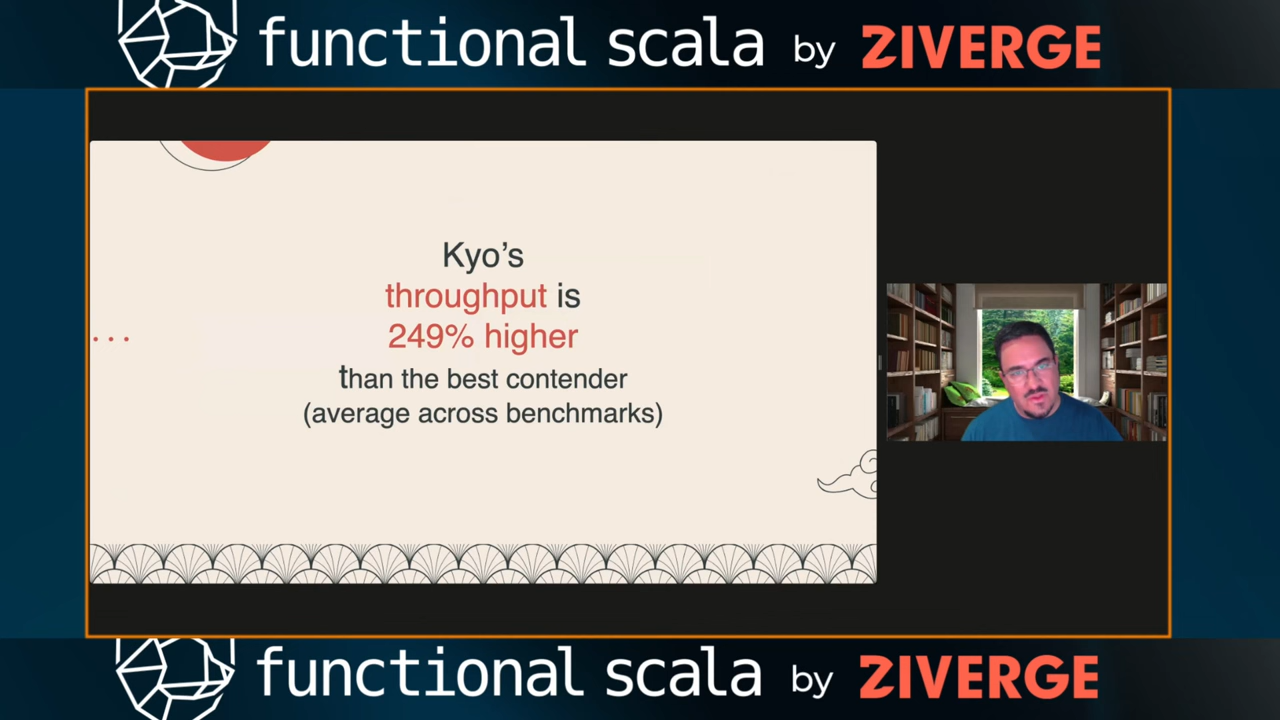 functional scala by ZIVERGE
Kyo’s
throughput is
249% higher
than the best contender
(average across benchmarks)
functional scala by ZIVERGE